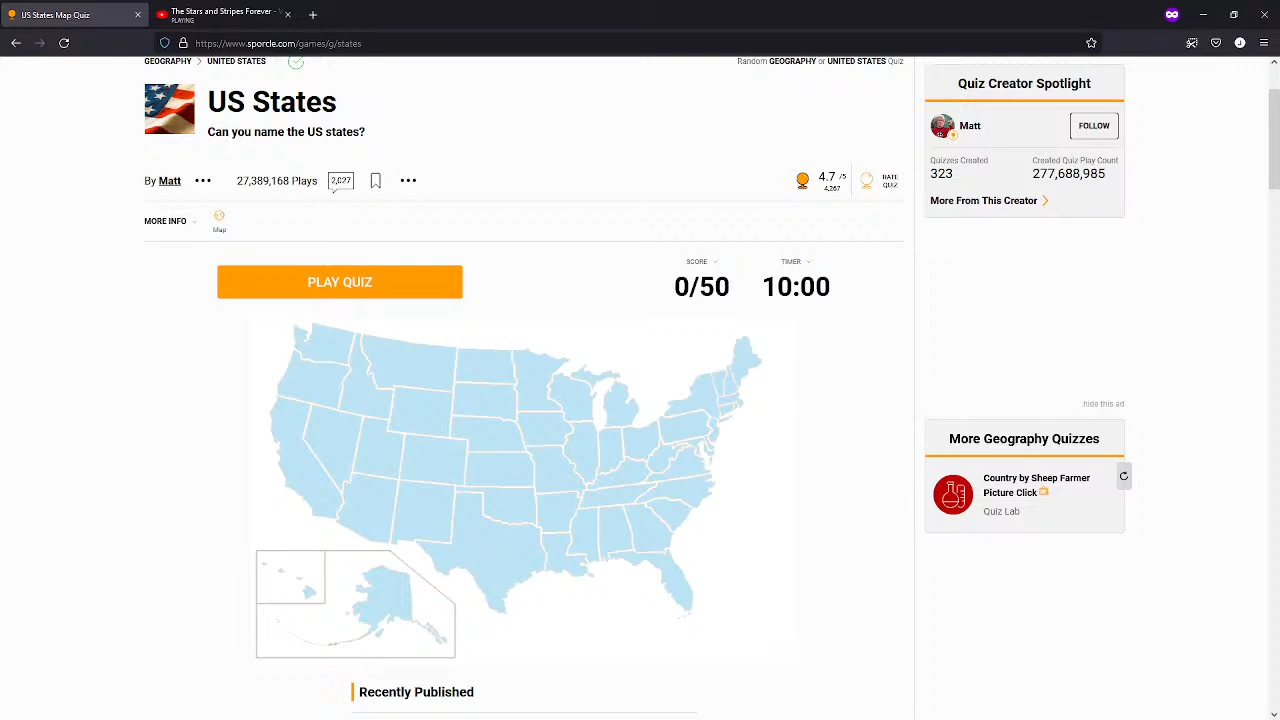 US States Map Quiz
The Stars and Stripes Forever -
PLAYING
https://www.sporcle.com/games/g/states
GEOGRAPHY > UNITED STATES
Random GEOGRAPHY or UNITED STATES Quiz
US States
Can you name the US states?
By Matt
27,389,168 Plays
2,027
4.7 /5
4,267
RATE
QUIZ
MORE INFO
Map
PLAY QUIZ
SCORE
0/50
TIMER
10:00
Recently Published
Quiz Creator Spotlight
Matt
FOLLOW
Quizzes Created
323
Created Quiz Play Count
277,688,985
More From This Creator
hide this ad
More Geography Quizzes
Country by Sheep Farmer
Picture Click
Quiz Lab